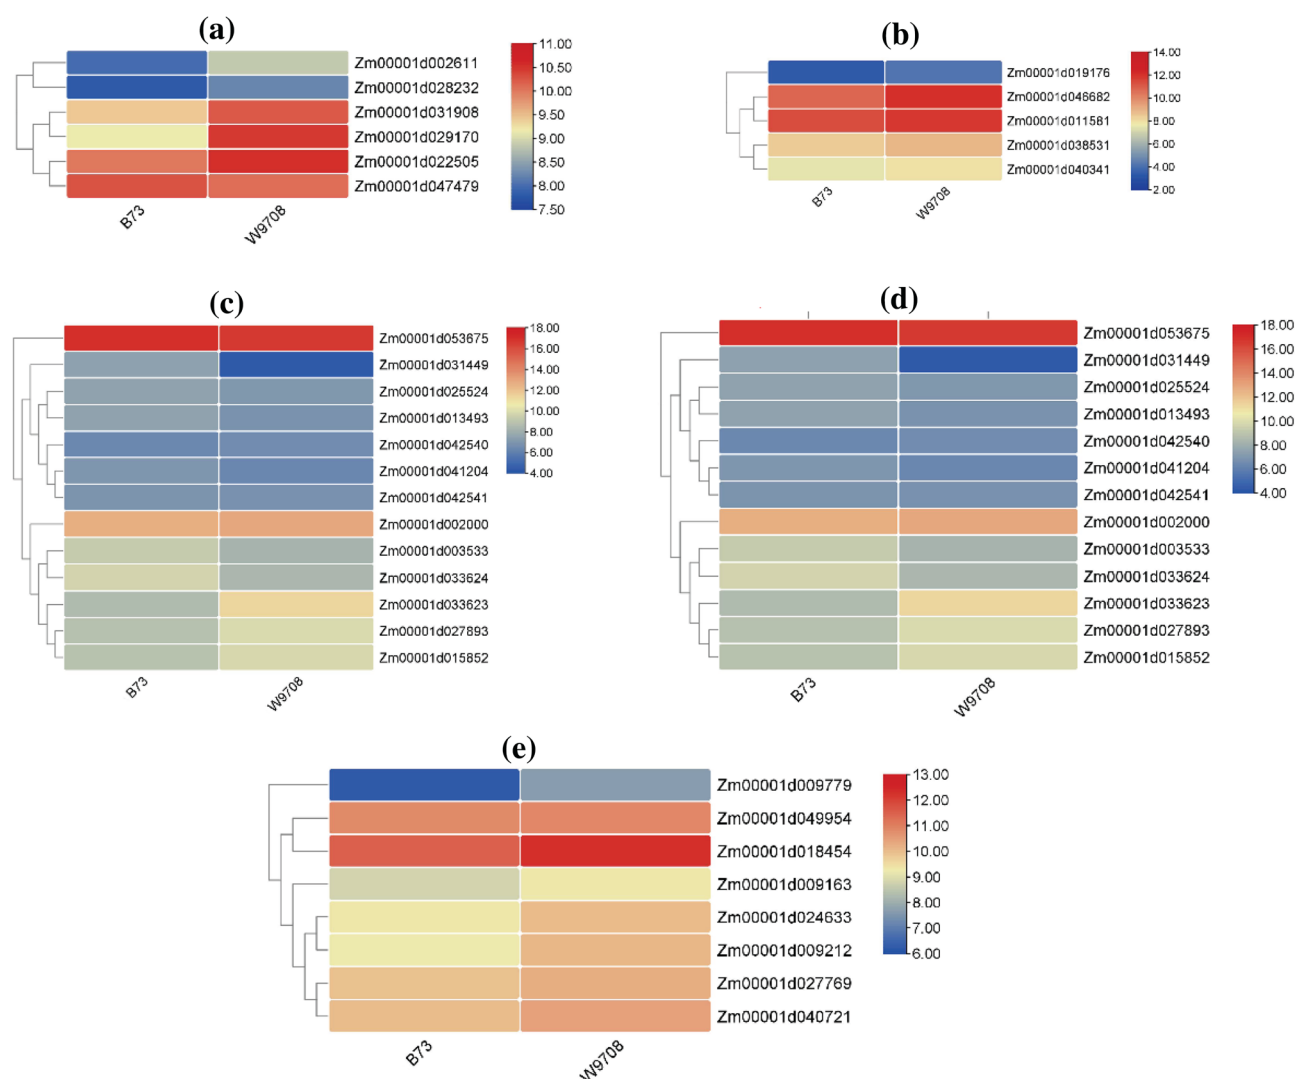 (a)
11.00
Zm00001d002611
10.50
Zm00001d028232
10.00
Zm00001d031908
9.50
Zm00001d029170
9.00
Zm00001d022505
8.50
Zm00001d047479
8.00
7.50
B73
W9708
(b)
14.00
Zm00001d019176
12.00
Zm00001d046682
10.00
Zm00001d011581
8.00
Zm00001d038531
6.00
Zm00001d040341
4.00
2.00
B73
W9708
(c)
18.00
Zm00001d053675
16.00
Zm00001d031449
14.00
Zm00001d025524
12.00
Zm00001d013493
10.00
Zm00001d042540
8.00
Zm00001d041204
6.00
Zm00001d042541
4.00
Zm00001d002000
Zm00001d003533
Zm00001d033624
Zm00001d033623
Zm00001d027893
Zm00001d015852
B73
W9708
(d)
18.00
Zm00001d053675
16.00
Zm00001d031449
14.00
Zm00001d025524
12.00
Zm00001d013493
10.00
Zm00001d042540
8.00
Zm00001d041204
6.00
Zm00001d042541
4.00
Zm00001d002000
Zm00001d003533
Zm00001d033624
Zm00001d033623
Zm00001d027893
Zm00001d015852
B73
W9708
(e)
13.00
Zm00001d009779
12.00
Zm00001d049954
11.00
Zm00001d018454
10.00
Zm00001d009163
9.00
Zm00001d024633
8.00
Zm00001d009212
7.00
Zm00001d027769
6.00
Zm00001d040721
B73
W9708